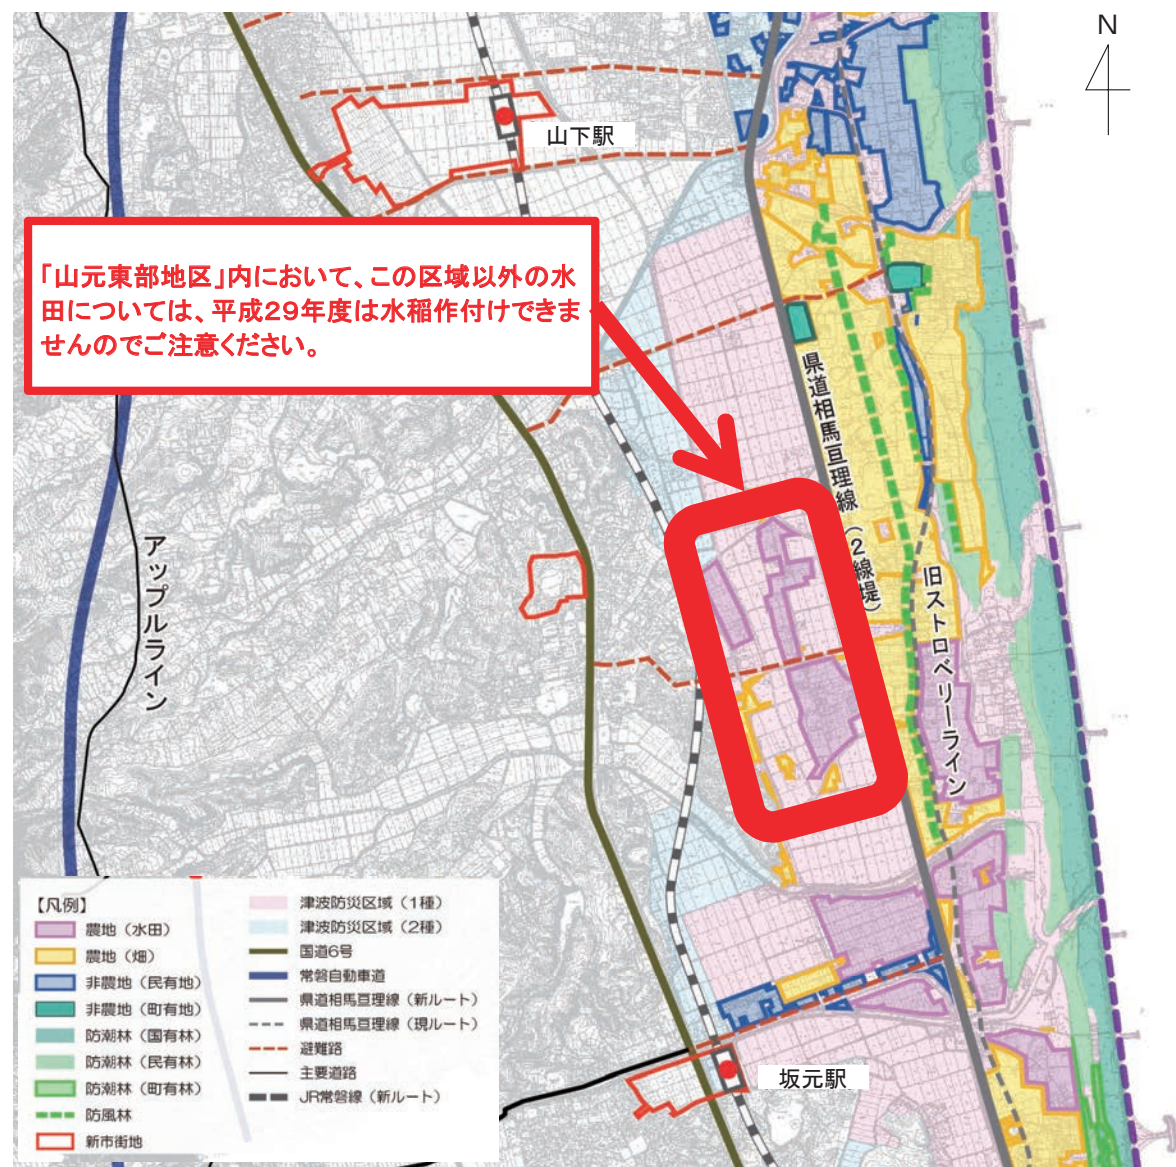 N
山下駅
「山元東部地区」内において、この区域以外の水
田については、平成29年度は水稲作付けできま
せんのでご注意ください。
県道相馬亘理線（2線堤）
旧ストロベリーライン
アップルライン
坂元駅
【凡例】
農地（水田）
農地（畑）
非農地（民有地）
非農地（町有地）
防潮林（国有林）
防潮林（民有林）
防潮林（町有林）
防風林
新市街地
津波防災区域（1種）
津波防災区域（2種）
国道6号
常磐自動車道
県道相馬亘理線（新ルート）
県道相馬亘理線（現ルート）
避難路
主要道路
JR常磐線（新ルート）